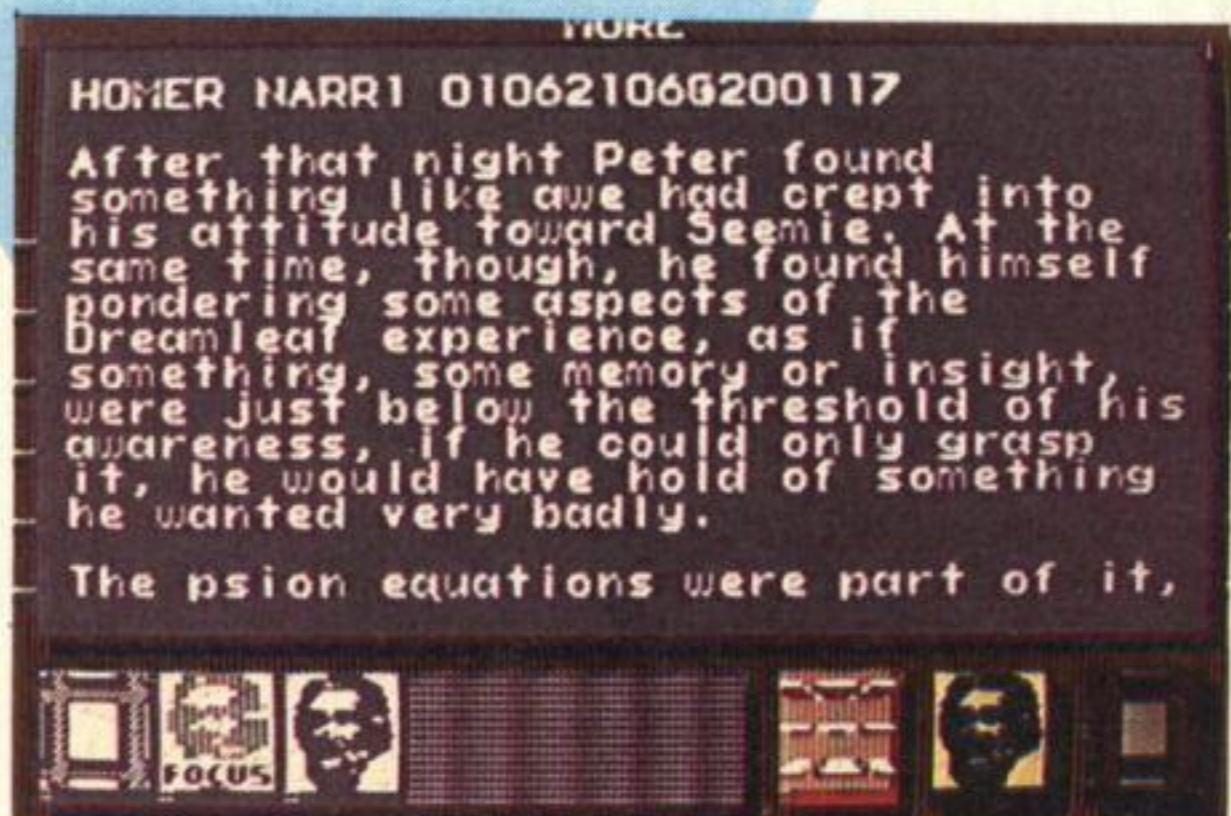 MORE
HOMER NARR1 01062106G200117
After that night Peter found
something like awe had crept into
his attitude toward Seemie. At the
same time, though, he found himself
pondering some aspects of the
Dreamleaf experience, as if
something, some memory or insight,
were just below the threshold of his
awareness, if he could only grasp
it, he would have hold of something
he wanted very badly.
The psion equations were part of it,
FOCUS